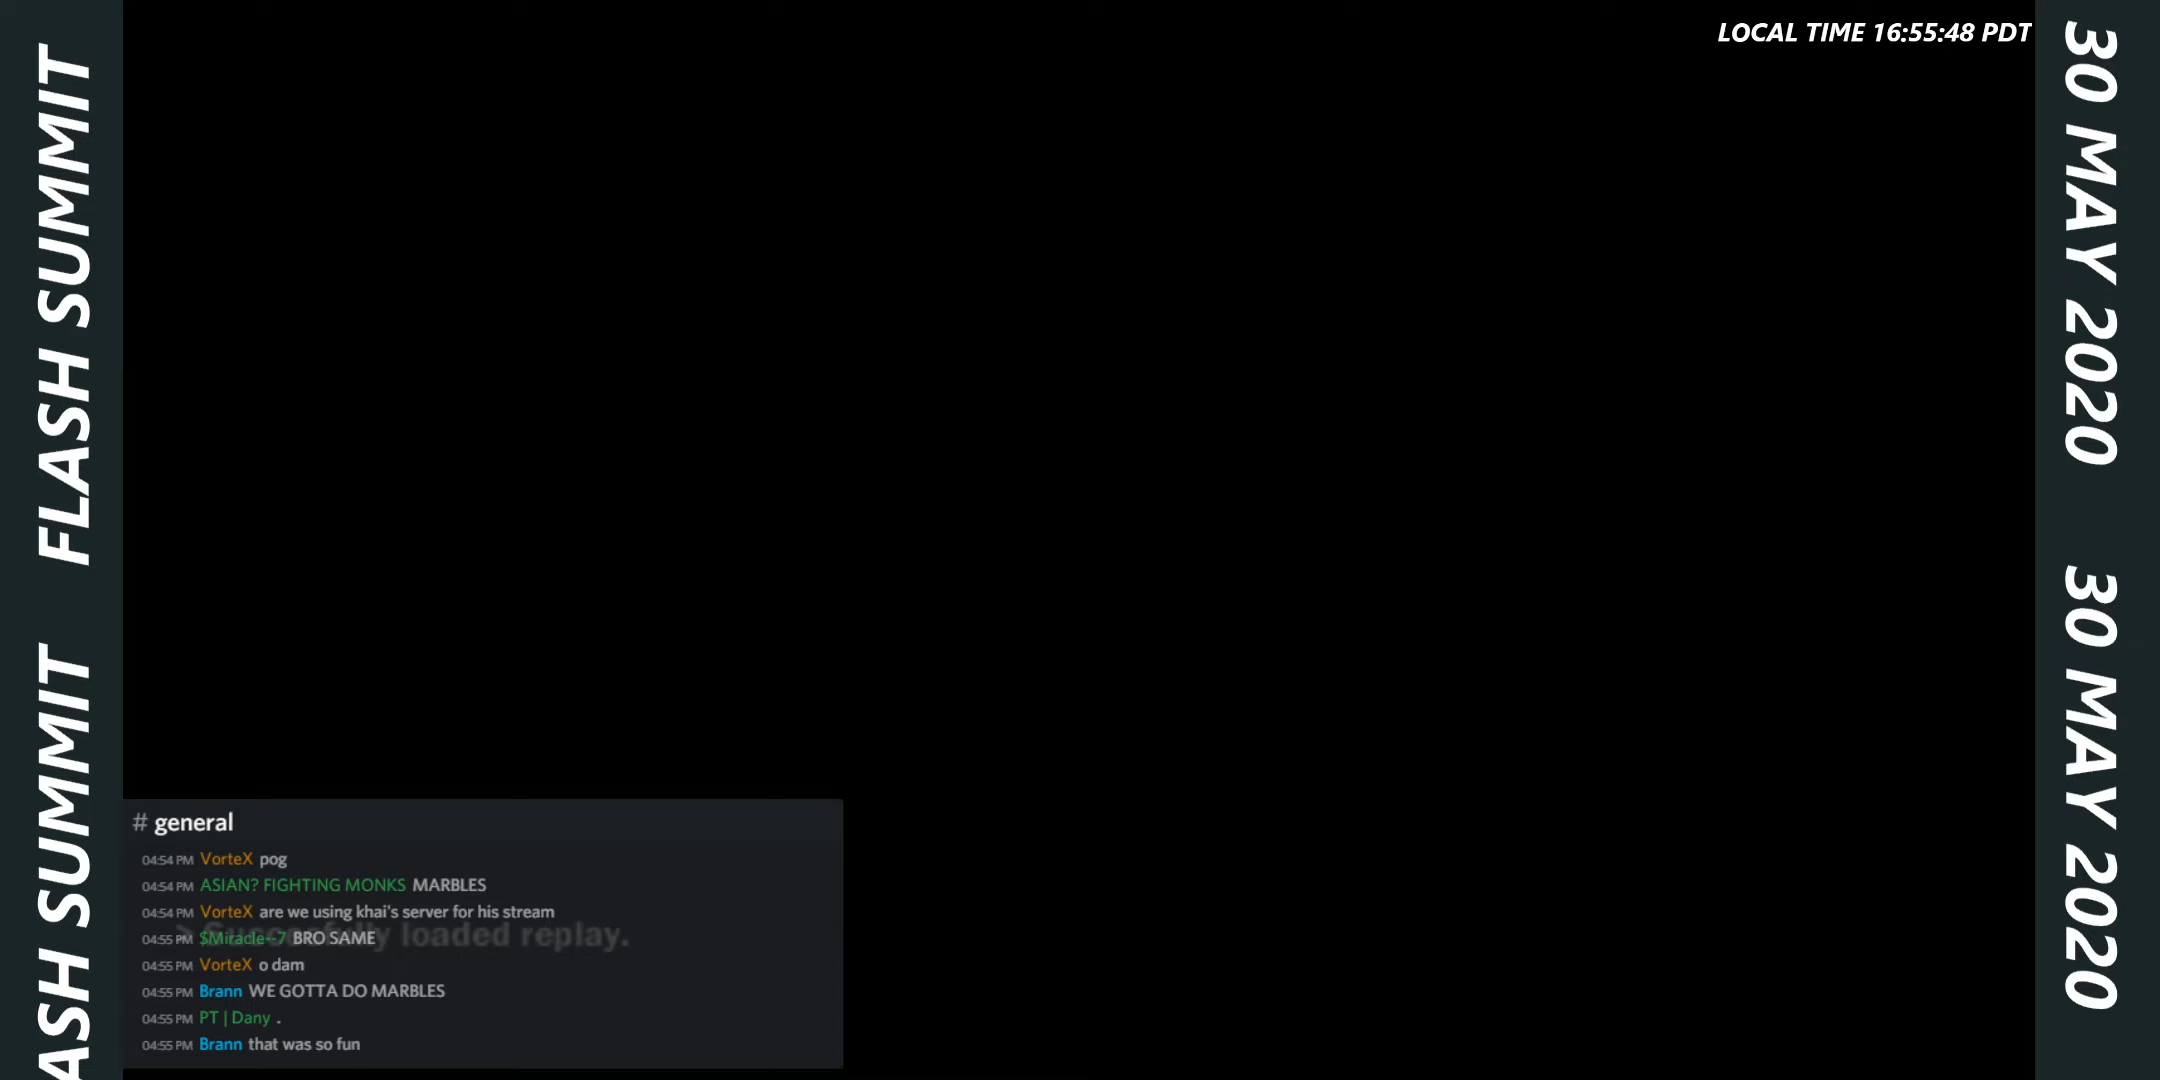 FLASH SUMMIT
ASH SUMMIT
LOCAL TIME 16:55:48 PDT
# general
04:54 PM VorteX pog
04:54 PM ASIAN? FIGHTING MONKS MARBLES
04:54 PM VorteX are we using khai's server for his stream
04:55 PM $Miracle--7 BRO SAME
loaded replay.
04:55 PM VorteX o dam
04:55 PM Brann WE GOTTA DO MARBLES
04:55 PM PT | Dany .
04:55 PM Brann that was so fun
30 MAY 2020
30 MAY 2020